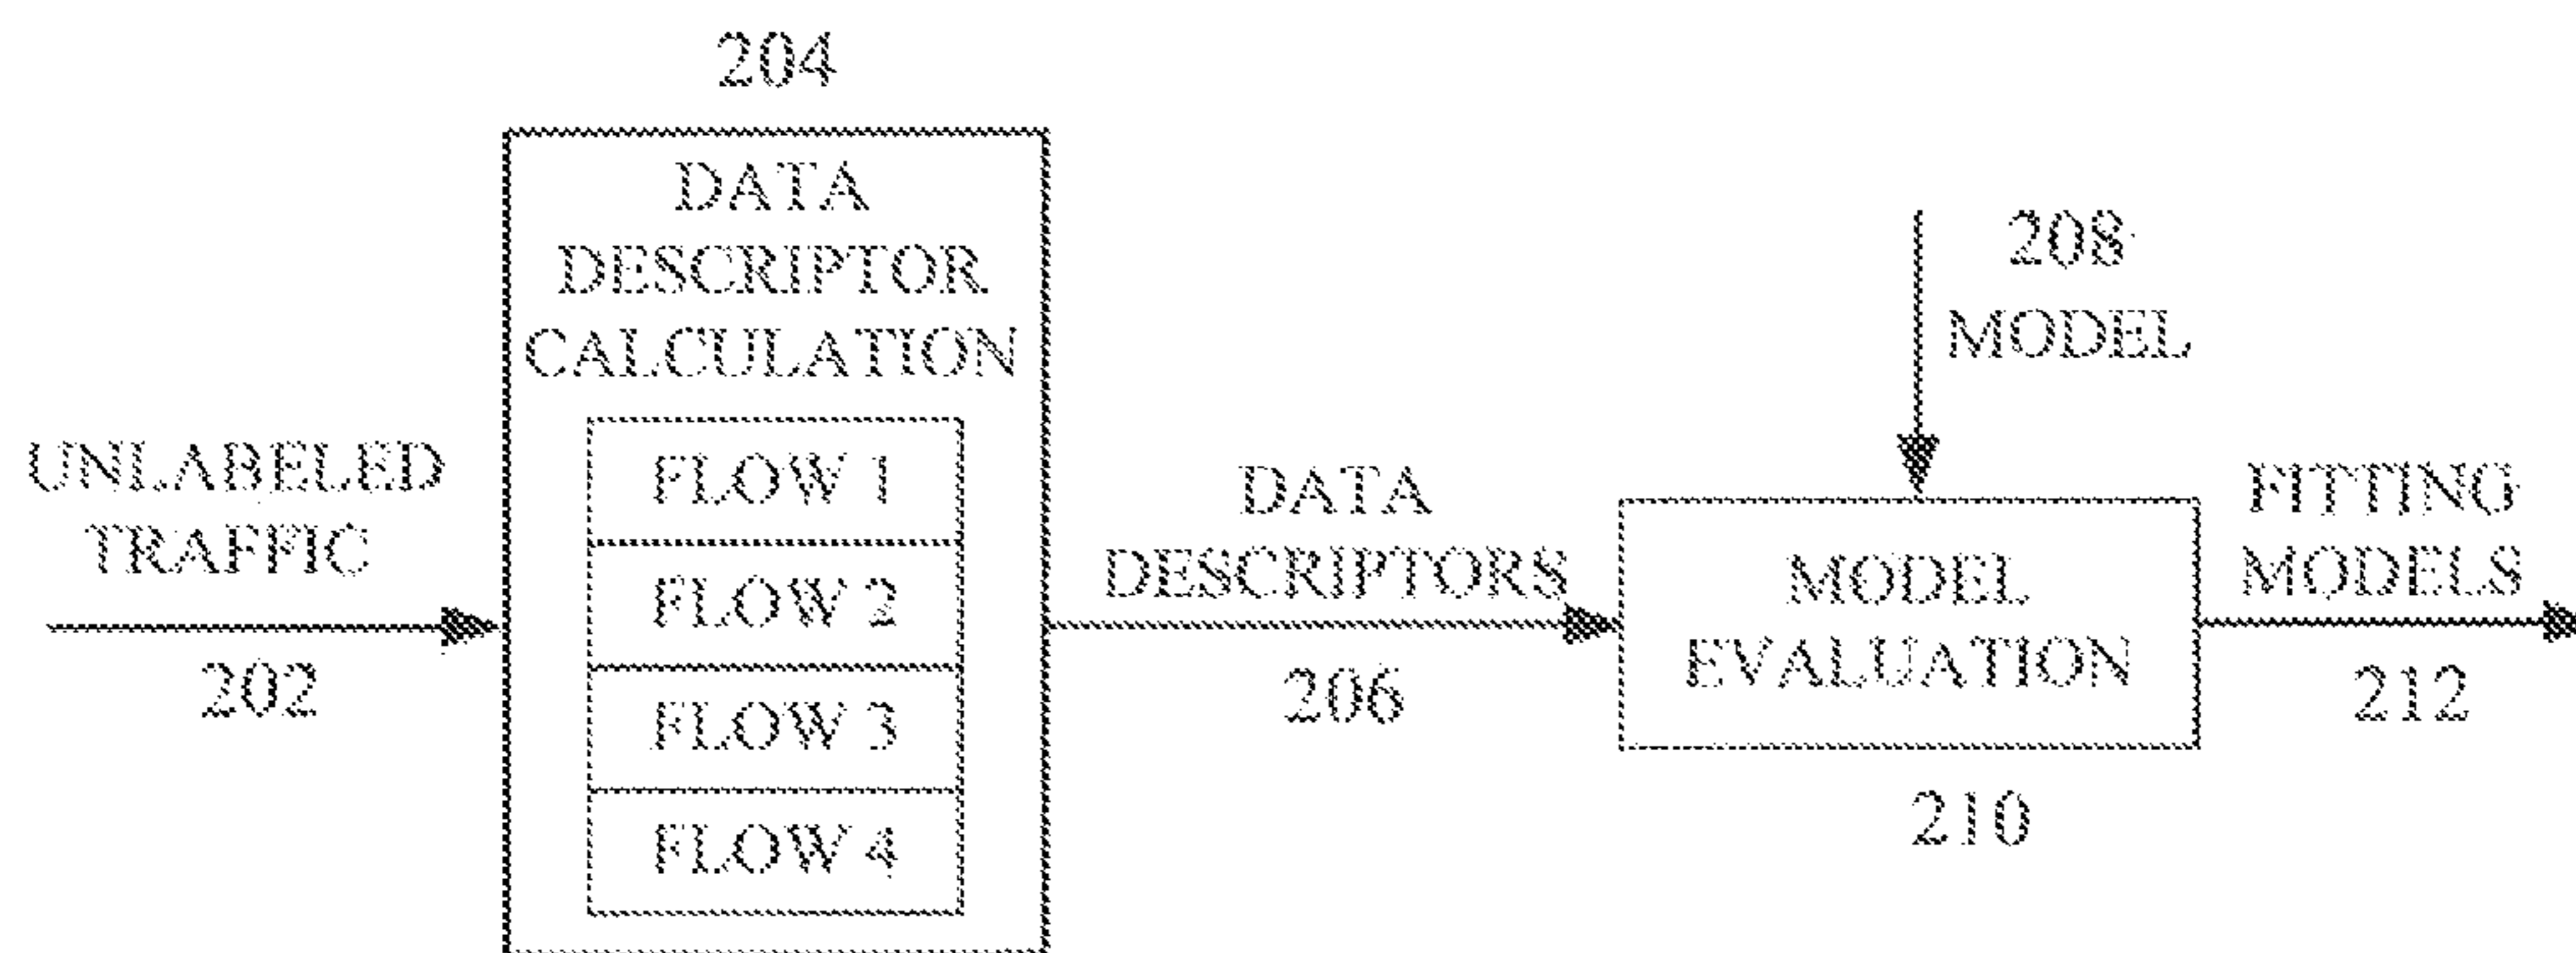 204
DATA
DESCRIPTOR
CALCULATION
FLOW 1
FLOW 2
FLOW 3
FLOW 4
UNLABELED
TRAFFIC
202
DATA
DESCRIPTORS
206
208
MODEL
MODEL
EVALUATION
210
FITTING
MODELS
212